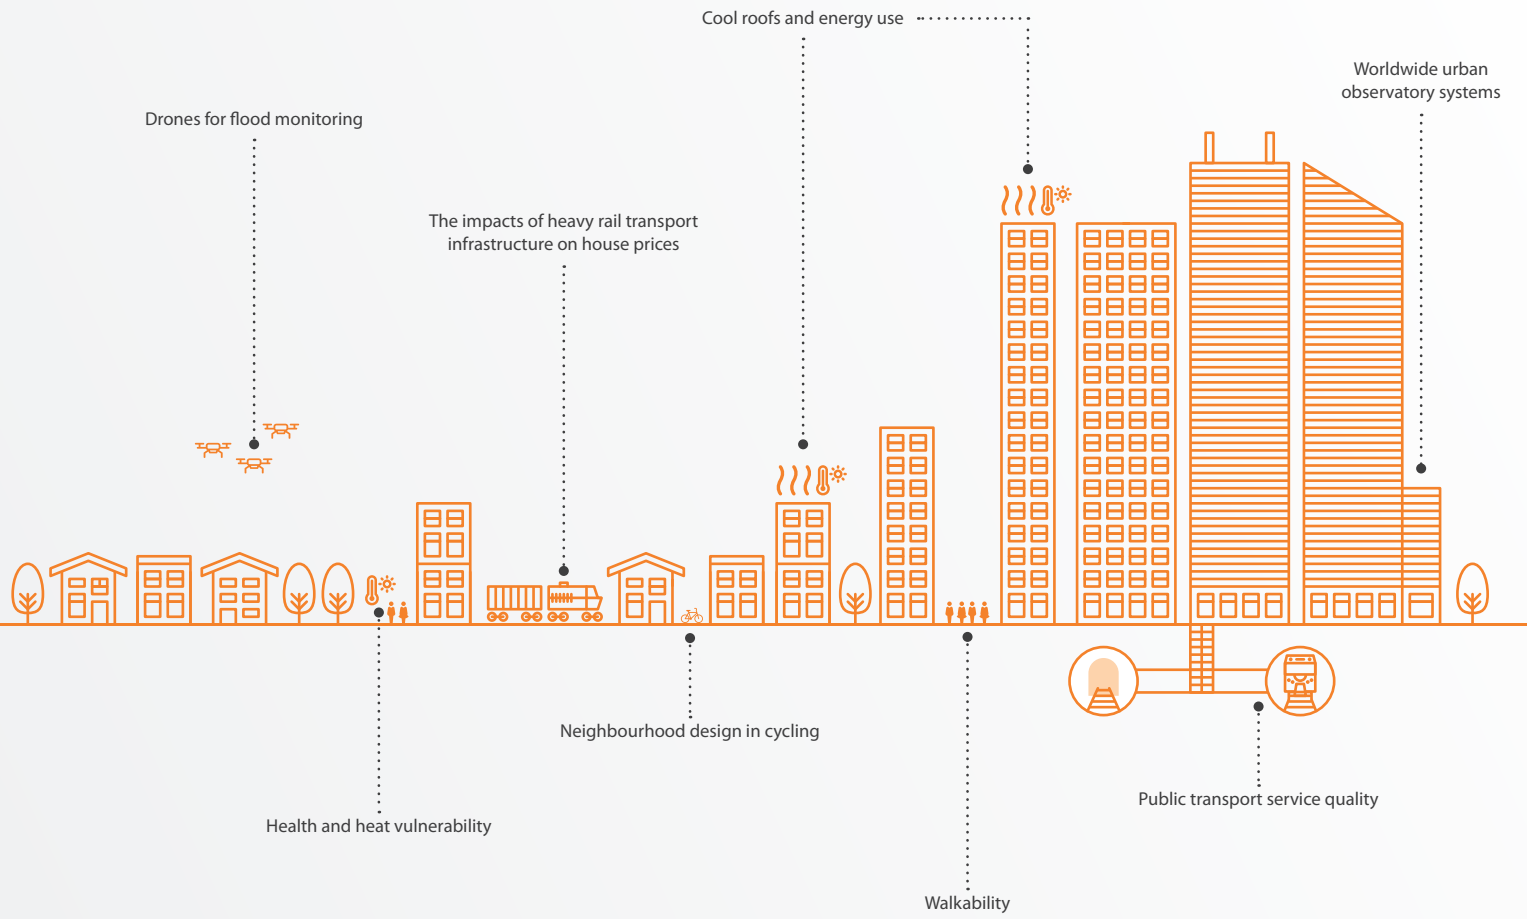 Cool roofs and energy use
Worldwide urban
observatory systems
Drones for flood monitoring
The impacts of heavy rail transport
infrastructure on house prices
Neighbourhood design in cycling
Public transport service quality
Health and heat vulnerability
Walkability